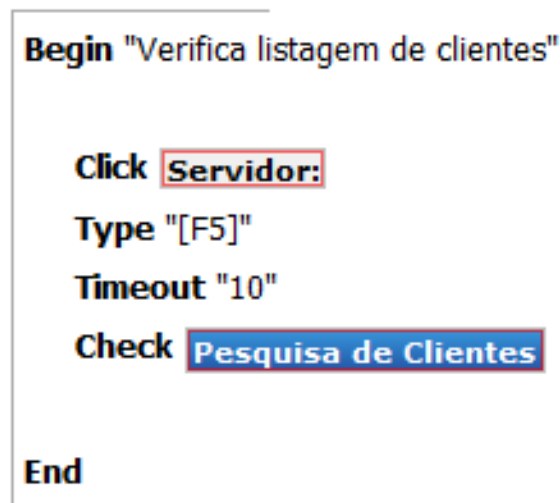 Begin "Verifica listagem de clientes"
Click Servidor:
Type "[F5]"
Timeout "10"
Check Pesquisa de Clientes
End